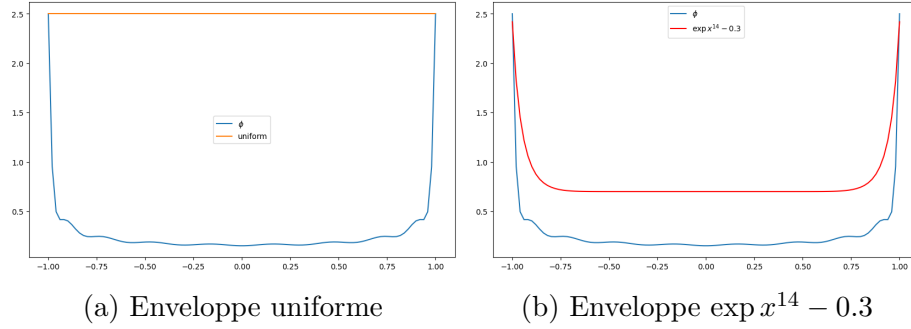 2.5
2.0
1.5
1.0
0.5
−1.00 −0.75 −0.50 −0.25 0.00 0.25 0.50 0.75 1.00
ϕ
uniform
(a) Enveloppe uniforme
2.5
2.0
1.5
1.0
0.5
−1.00 −0.75 −0.50 −0.25 0.00 0.25 0.50 0.75 1.00
ϕ
exp x¹⁴ − 0.3
(b) Enveloppe exp x¹⁴ − 0.3